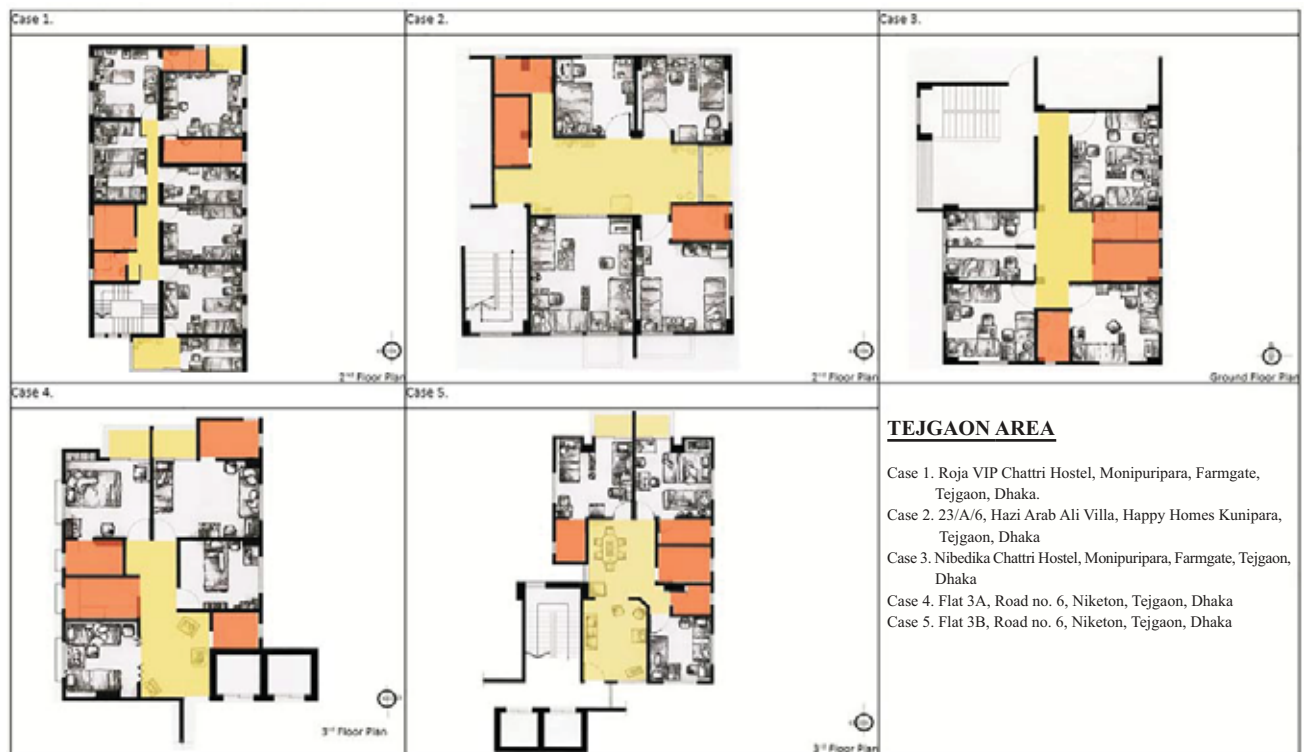 Case 1.
Case 2.
Case 3.
2nd Floor Plan
2nd Floor Plan
Ground Floor Plan
Case 4.
Case 5.
3rd Floor Plan
3rd Floor Plan
TEJGAON AREA
Case 1. Roja VIP Chattri Hostel, Monipuripara, Farmgate,
Tejgaon, Dhaka.
Case 2. 23/A/6, Hazi Arab Ali Villa, Happy Homes Kunipara,
Tejgaon, Dhaka
Case 3. Nibedika Chattri Hostel, Monipuripara, Farmgate, Tejgaon,
Dhaka
Case 4. Flat 3A, Road no. 6, Niketon, Tejgaon, Dhaka
Case 5. Flat 3B, Road no. 6, Niketon, Tejgaon, Dhaka